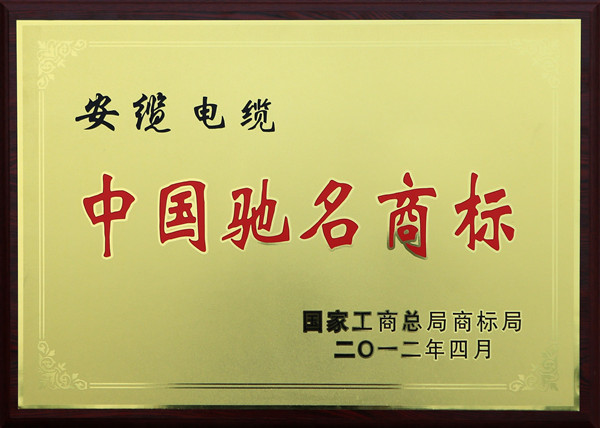 安缆电缆
中国驰名商标
国家工商总局商标局
二〇一二年四月